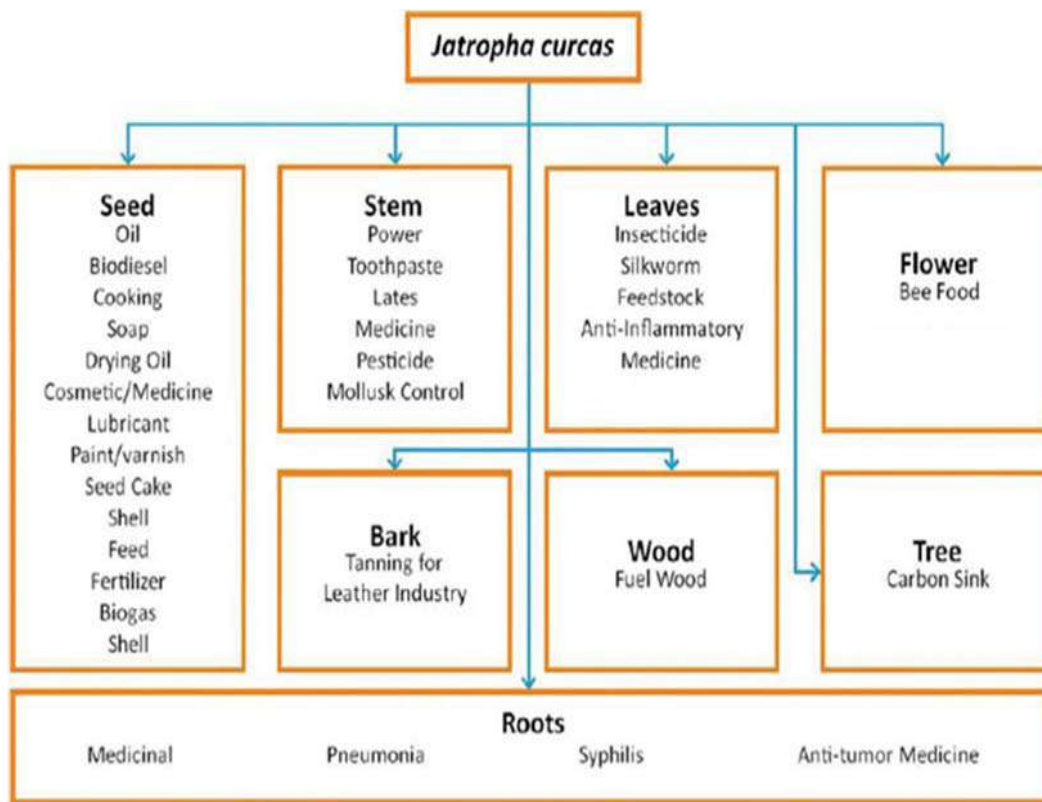 Jatropha curcas
Seed
Oil
Biodiesel
Cooking
Soap
Drying Oil
Cosmetic/Medicine
Lubricant
Paint/varnish
Seed Cake
Shell
Feed
Fertilizer
Biogas
Shell
Stem
Power
Toothpaste
Lates
Medicine
Pesticide
Mollusk Control
Leaves
Insecticide
Silkworm
Feedstock
Anti-Inflammatory
Medicine
Flower
Bee Food
Bark
Tanning for
Leather Industry
Wood
Fuel Wood
Tree
Carbon Sink
Roots
Medicinal Pneumonia Syphilis Anti-tumor Medicine